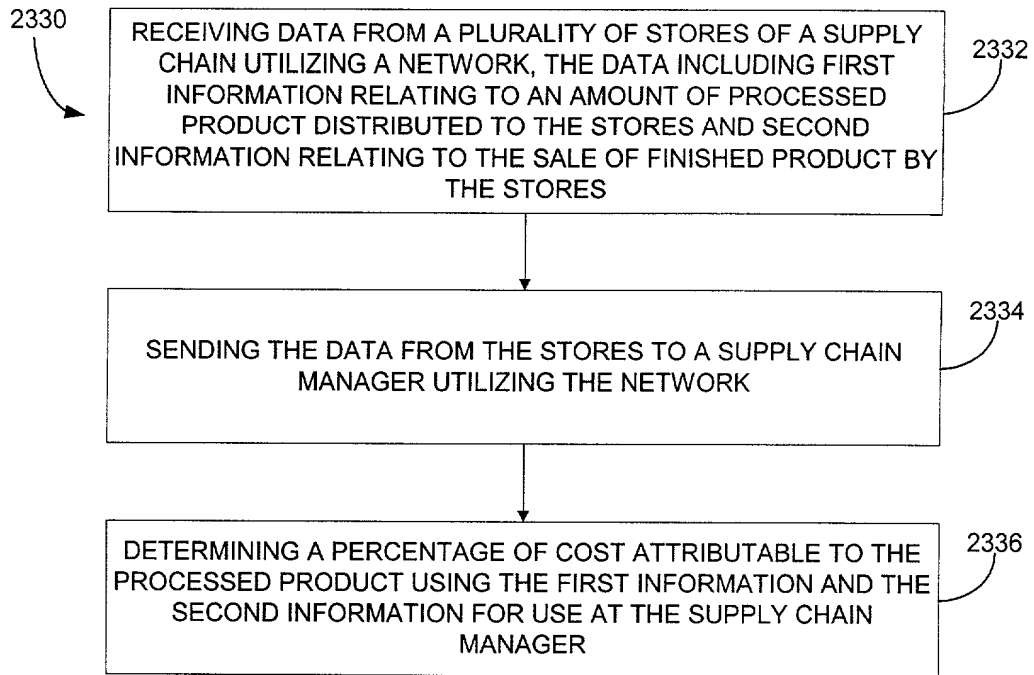 2330
RECEIVING DATA FROM A PLURALITY OF STORES OF A SUPPLY
CHAIN UTILIZING A NETWORK, THE DATA INCLUDING FIRST
INFORMATION RELATING TO AN AMOUNT OF PROCESSED
PRODUCT DISTRIBUTED TO THE STORES AND SECOND
INFORMATION RELATING TO THE SALE OF FINISHED PRODUCT BY
THE STORES
2332
SENDING THE DATA FROM THE STORES TO A SUPPLY CHAIN
MANAGER UTILIZING THE NETWORK
2334
DETERMINING A PERCENTAGE OF COST ATTRIBUTABLE TO THE
PROCESSED PRODUCT USING THE FIRST INFORMATION AND THE
SECOND INFORMATION FOR USE AT THE SUPPLY CHAIN
MANAGER
2336